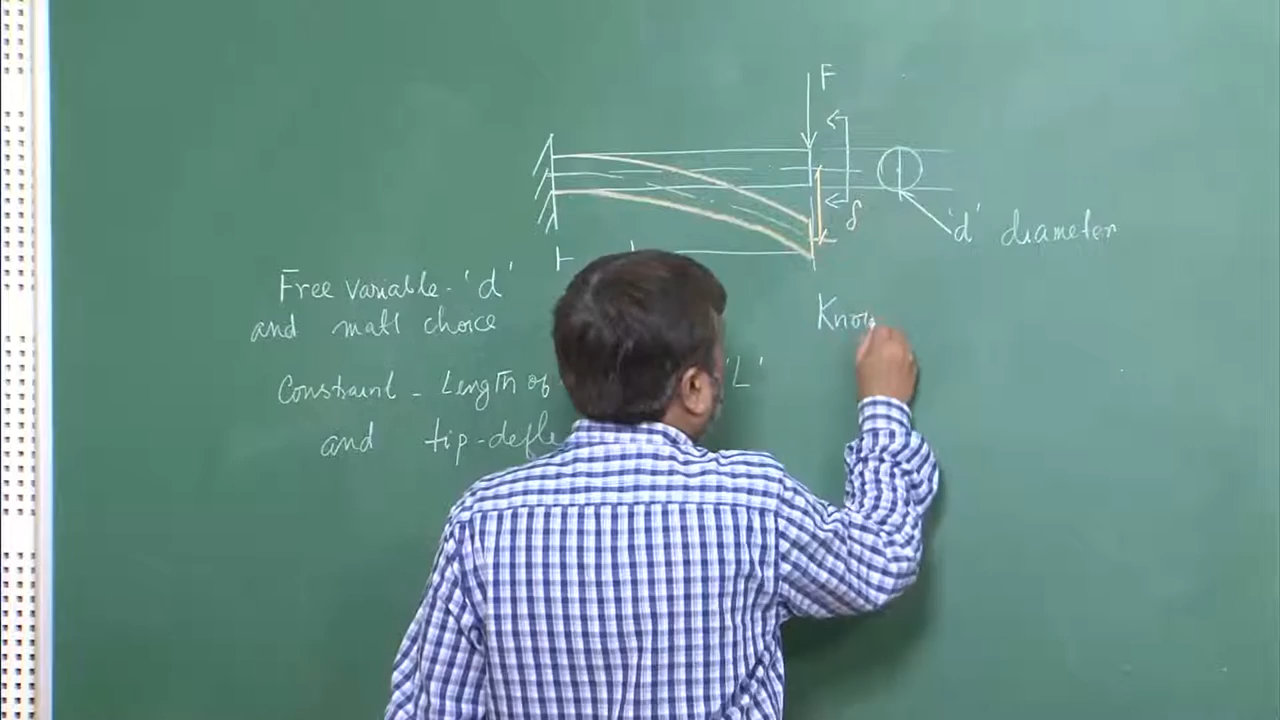 F
δ
'd' diameter
Free variable - 'd'
and matl choice
Know
Constraint - Length of 'L'
and tip-defle